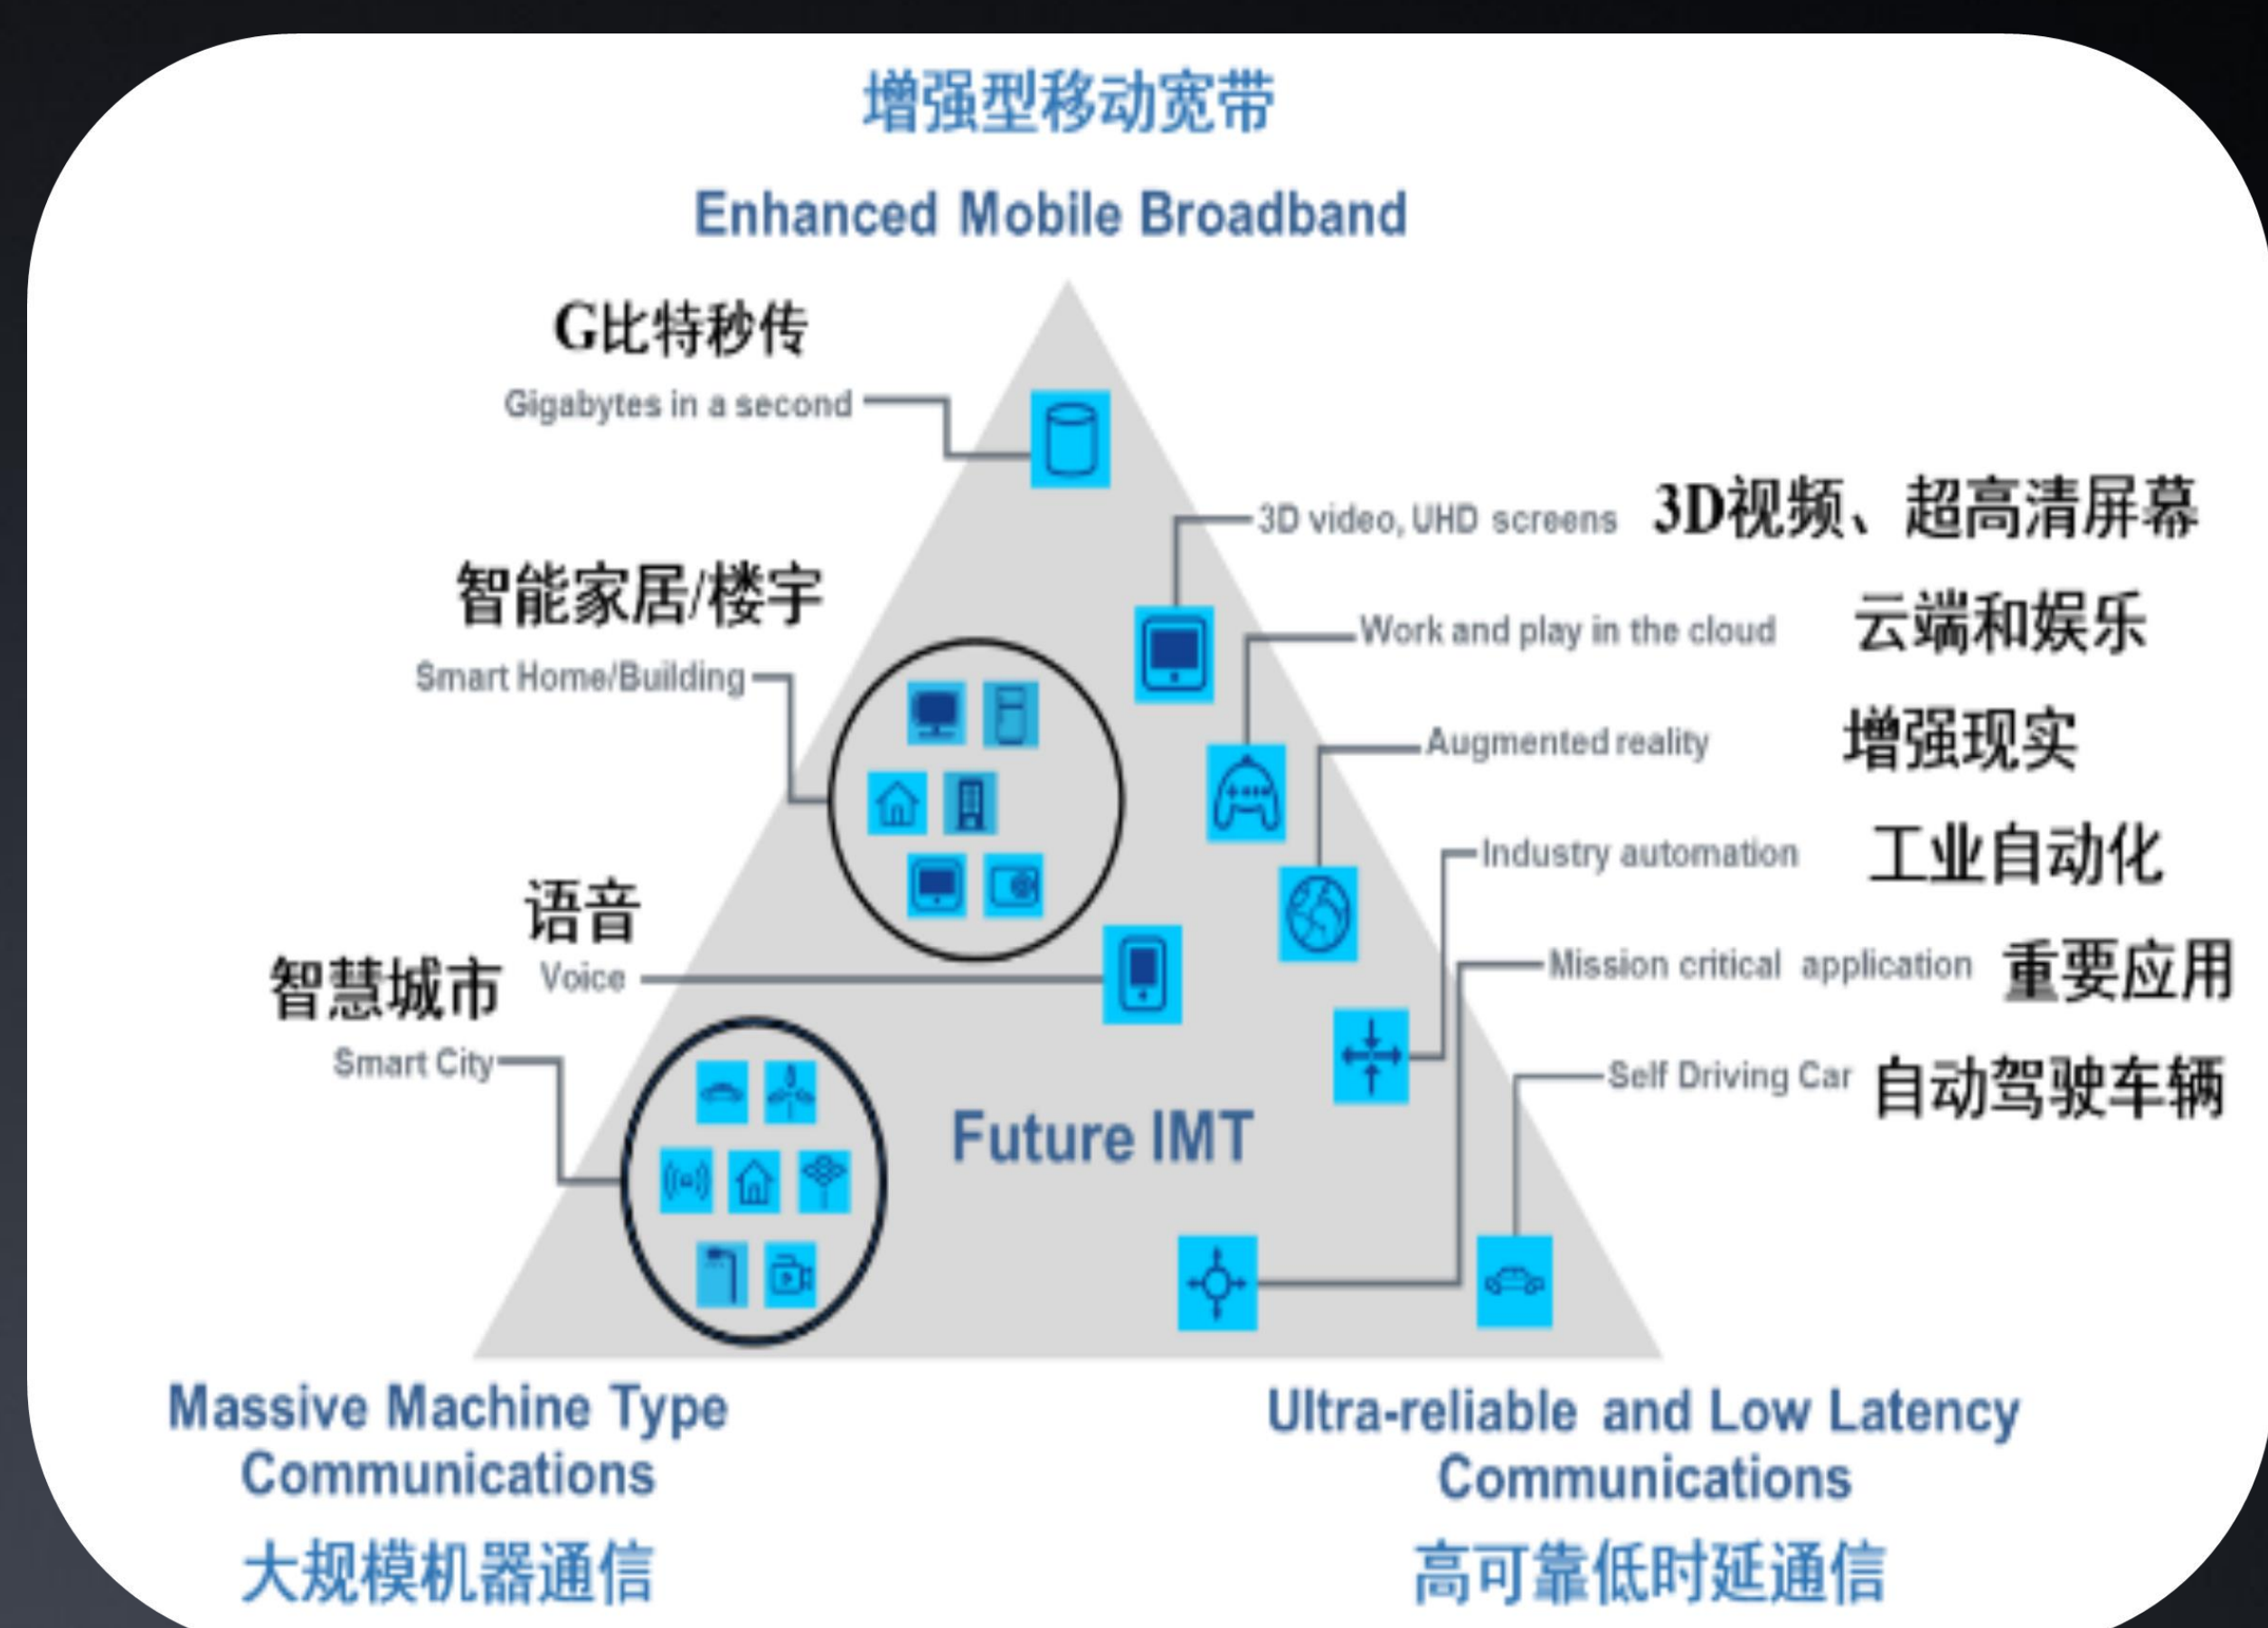 增强型移动宽带
Enhanced Mobile Broadband
G比特秒传
Gigabytes in a second
3D video, UHD screens 3D视频、超高清屏幕
智能家居/楼宇
Smart Home/Building
Work and play in the cloud 云端和娱乐
Augmented reality 增强现实
Industry automation 工业自动化
语音
Voice
Mission critical application 重要应用
智慧城市
Smart City
Self Driving Car 自动驾驶车辆
Future IMT
Massive Machine Type
Communications
大规模机器通信
Ultra-reliable and Low Latency
Communications
高可靠低时延通信